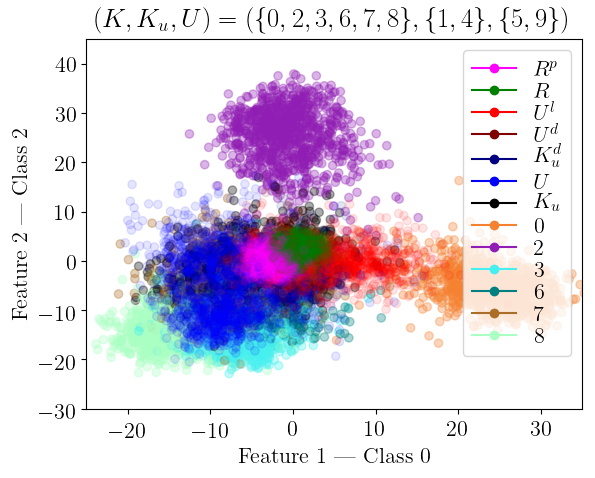 (K, K_u, U) = ({0, 2, 3, 6, 7, 8}, {1, 4}, {5, 9})
40
30
20
10
0
−10
−20
−30
Feature 2 — Class 2
R^p
R
U^l
U^d
K_u^d
U
K_u
0
2
3
6
7
8
−20
−10
0
10
20
30
Feature 1 — Class 0